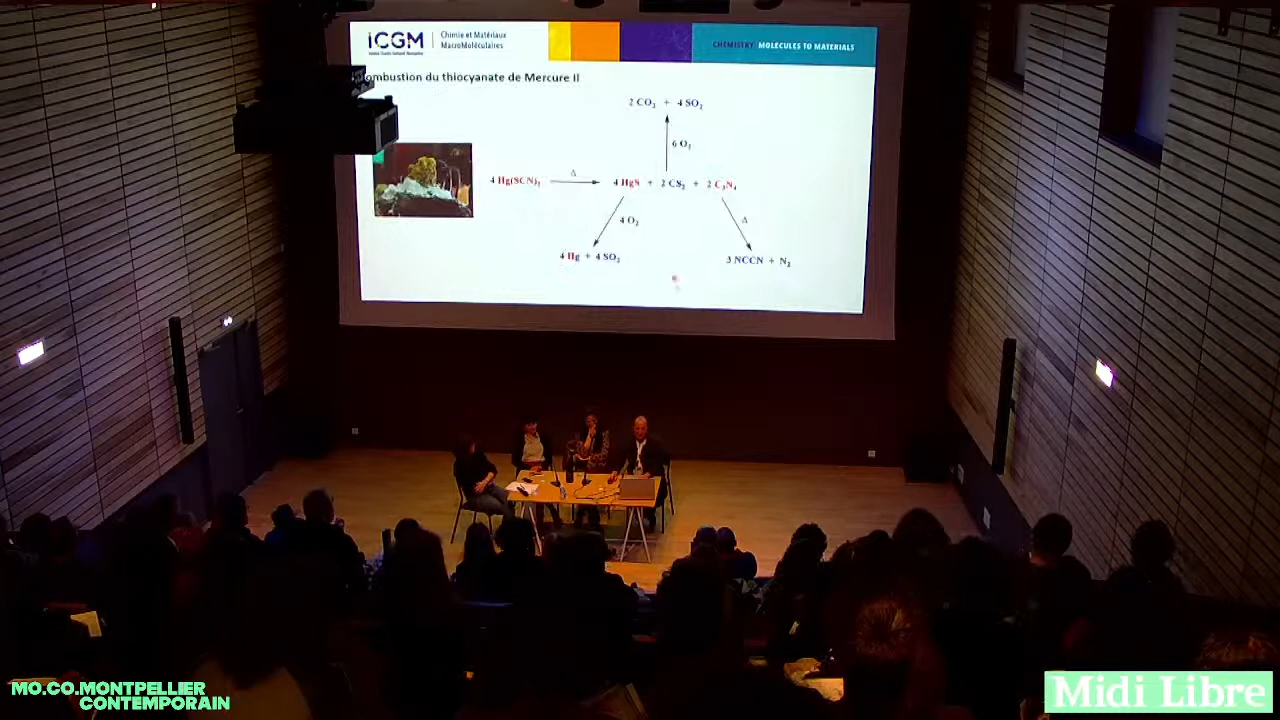 iCGM
Chimie et Matériaux
MacroMoléculaires
CHEMISTRY: MOLECULES TO MATERIALS
ombustion du thiocyanate de Mercure II
2 CO₂ + 4 SO₂
6 O₂
4 Hg(SCN)₂ Δ 4 HgS + 2 CS₂ + 2 C₃N₄
4 O₂ Δ
4 Hg + 4 SO₂ 3 NCCN + N₂
MO.CO.MONTPELLIER
CONTEMPORAIN
Midi Libre